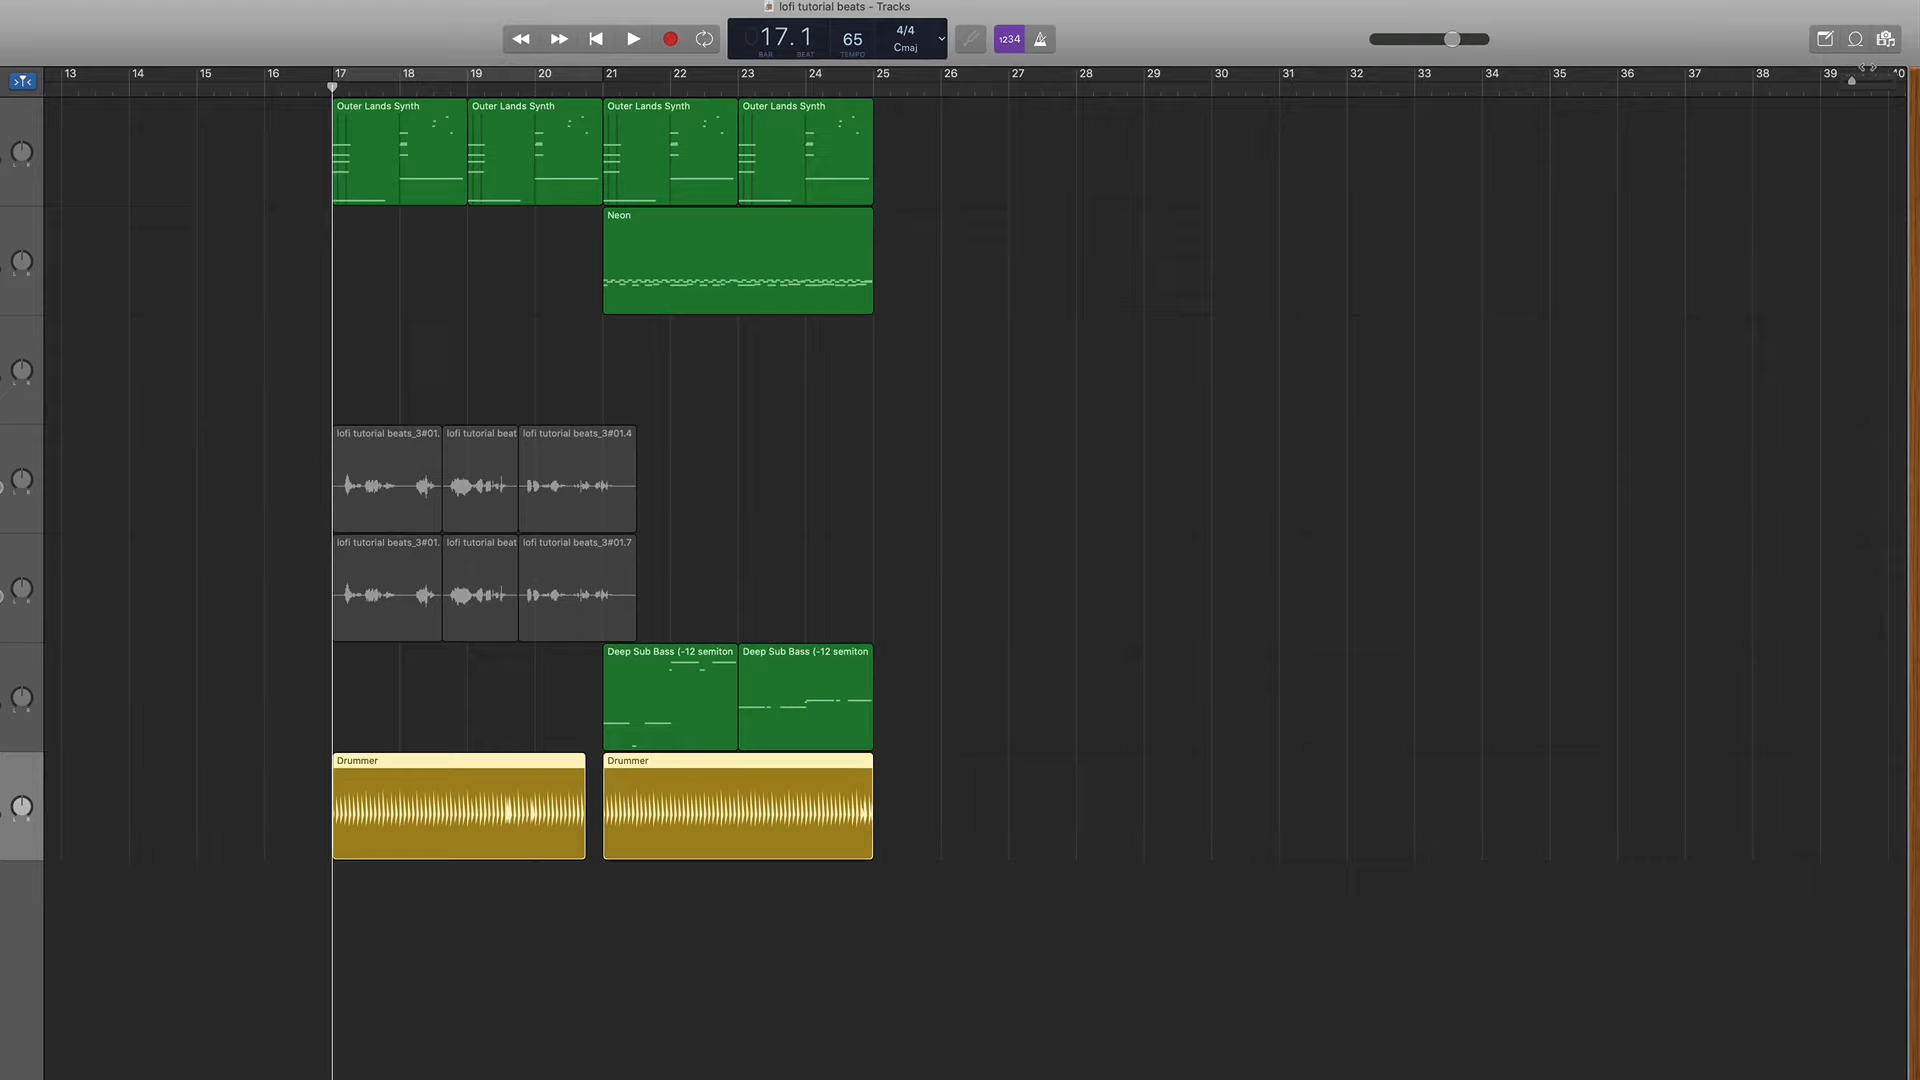 lofi tutorial beats - Tracks
17.1 65 4/4
BAR BEAT TEMPO Cmaj
1234
13 14 15 16 17 18 19 20 21 22 23 24 25 26 27 28 29 30 31 32 33 34 35 36 37 38 39 40
Outer Lands Synth Outer Lands Synth Outer Lands Synth Outer Lands Synth
L R
Neon
L R
L R
lofi tutorial beats_3#01. lofi tutorial beat lofi tutorial beats_3#01.4
L R
lofi tutorial beats_3#01. lofi tutorial beat lofi tutorial beats_3#01.7
L R
Deep Sub Bass (-12 semiton Deep Sub Bass (-12 semiton
L R
Drummer Drummer
L R